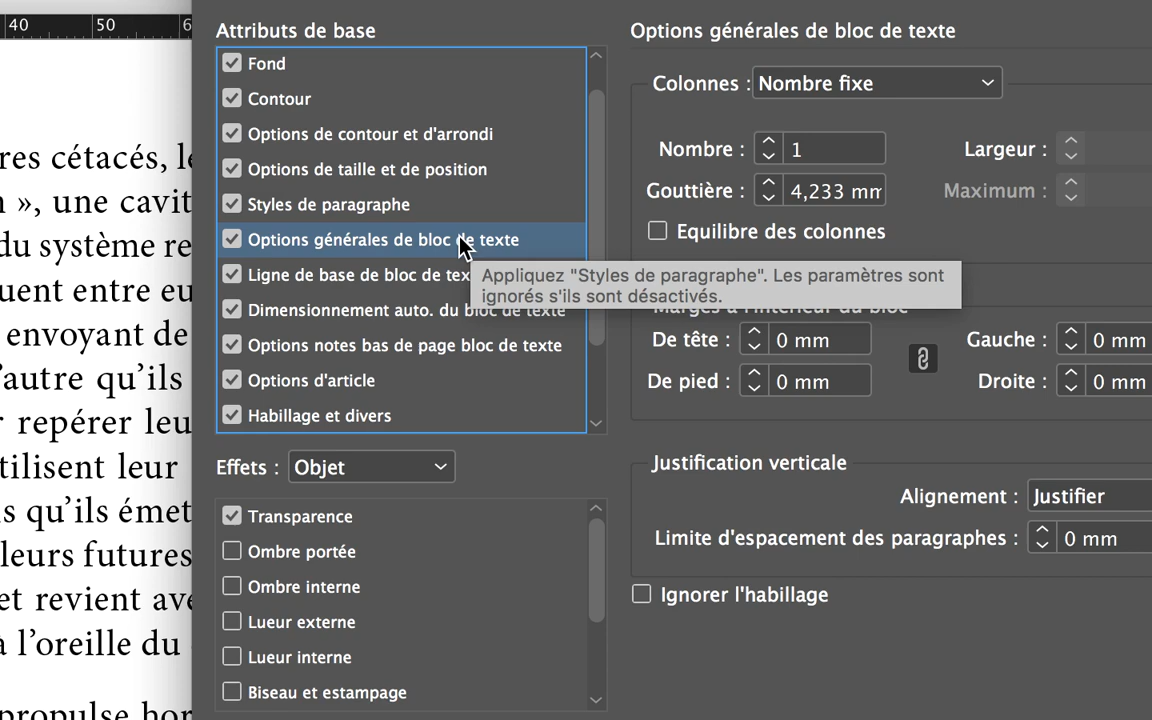 40 50 6
res cétacés, le
n », une cavit
du système re
uent entre eu
envoyant de
’autre qu’ils
r repérer leu
tilisent leur
s qu’ils émet
leurs futures
et revient ave
à l’oreille du
propulse hor
Attributs de base
Fond
Contour
Options de contour et d'arrondi
Options de taille et de position
Styles de paragraphe
Options générales de bloc de texte
Ligne de base de bloc de tex
Dimensionnement auto. du bloc de texte
Options notes bas de page bloc de texte
Options d'article
Habillage et divers
Appliquez "Styles de paragraphe". Les paramètres sont
ignorés s'ils sont désactivés.
Effets : Objet
Transparence
Ombre portée
Ombre interne
Lueur externe
Lueur interne
Biseau et estampage
Options générales de bloc de texte
Colonnes : Nombre fixe
Nombre : 1 Largeur :
Gouttière : 4,233 mm Maximum :
Equilibre des colonnes
Marges à l'intérieur du bloc
De tête : 0 mm Gauche : 0 mm
De pied : 0 mm Droite : 0 mm
Justification verticale
Alignement : Justifier
Limite d'espacement des paragraphes : 0 mm
Ignorer l'habillage